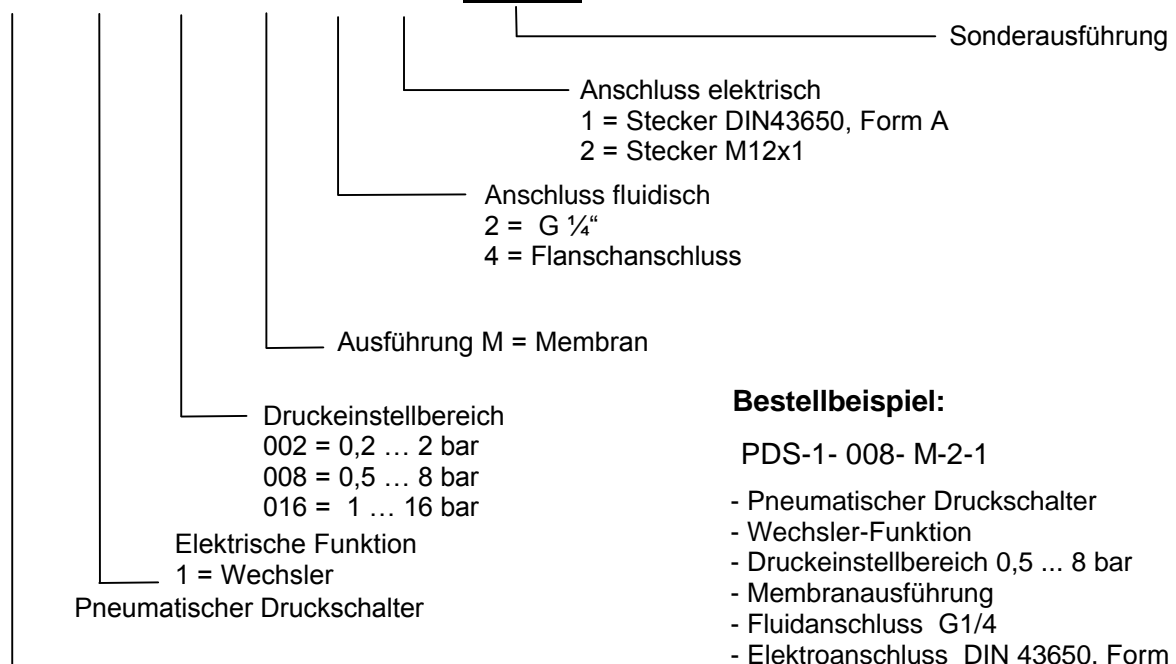 Sonderausführung
Anschluss elektrisch
1 = Stecker DIN43650, Form A
2 = Stecker M12x1
Anschluss fluidisch
2 = G ¼“
4 = Flanschanschluss
Ausführung M = Membran
Druckeinstellbereich
002 = 0,2 … 2 bar
008 = 0,5 … 8 bar
016 = 1 … 16 bar
Elektrische Funktion
1 = Wechsler
Pneumatischer Druckschalter
Bestellbeispiel:
PDS-1- 008- M-2-1
- Pneumatischer Druckschalter
- Wechsler-Funktion
- Druckeinstellbereich 0,5 ... 8 bar
- Membranausführung
- Fluidanschluss G1/4
- Elektroanschluss DIN 43650, Form